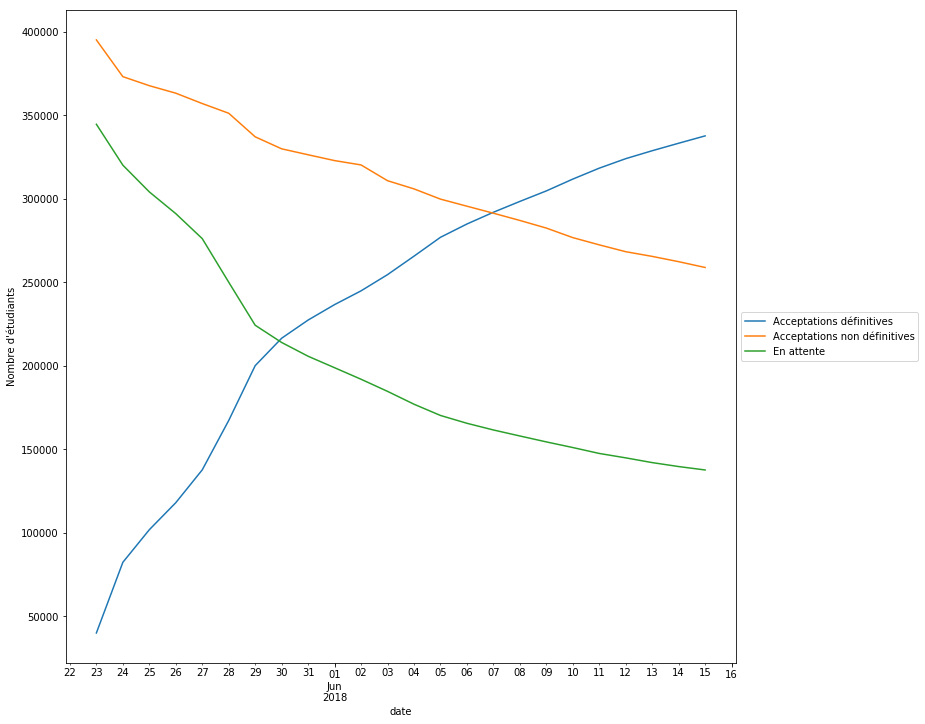 400000
350000
300000
250000
200000
150000
100000
50000
Nombre d'étudiants
22 23 24 25 26 27 28 29 30 31 01 02 03 04 05 06 07 08 09 10 11 12 13 14 15 16
Jun
2018
date
Acceptations définitives
Acceptations non définitives
En attente